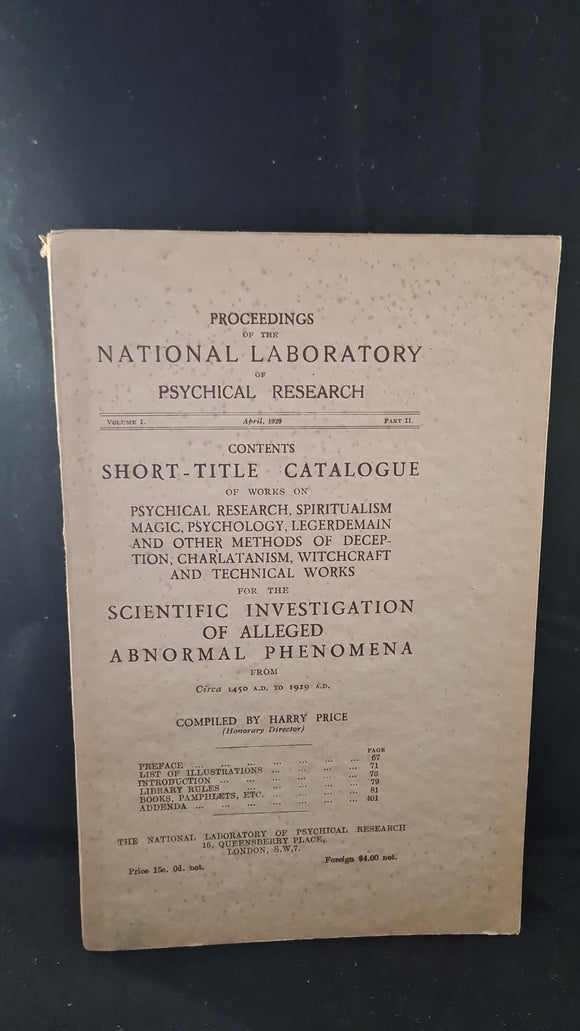 PROCEEDINGS
OF THE
NATIONAL LABORATORY
OF
PSYCHICAL RESEARCH
VOLUME I. April, 1929 PART II.
CONTENTS
SHORT-TITLE CATALOGUE
OF WORKS ON
PSYCHICAL RESEARCH, SPIRITUALISM
MAGIC, PSYCHOLOGY, LEGERDEMAIN
AND OTHER METHODS OF DECEP-
TION, CHARLATANISM, WITCHCRAFT
AND TECHNICAL WORKS
FOR THE
SCIENTIFIC INVESTIGATION
OF ALLEGED
ABNORMAL PHENOMENA
FROM
Circa 1450 A.D. TO 1929 A.D.
COMPILED BY HARRY PRICE
(Honorary Director)
PAGE
PREFACE ... ... ... ... ... ... ... 67
LIST OF ILLUSTRATIONS ... ... ... ... ... 71
INTRODUCTION ... ... ... ... ... ... 73
LIBRARY RULES ... ... ... ... ... ... 79
BOOKS, PAMPHLETS, ETC. ... ... ... ... 81
ADDENDA ... ... ... ... ... ... ... 401
THE NATIONAL LABORATORY OF PSYCHICAL RESEARCH
16, QUEENSBERRY PLACE,
LONDON, S.W.7.
Price 15s. 0d. net. Foreign $4.00 net.